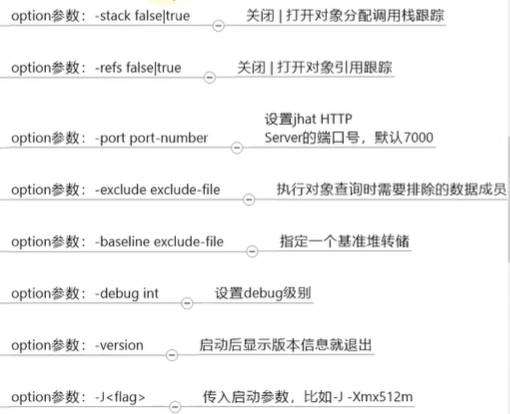 option参数：-stack false|true 关闭 | 打开对象分配调用栈跟踪
option参数：-refs false|true 关闭 | 打开对象引用跟踪
设置jhat HTTP
option参数：-port port-number Server的端口号，默认7000
option参数：-exclude exclude-file 执行对象查询时需要排除的数据成员
option参数：-baseline exclude-file 指定一个基准堆转储
option参数：-debug int 设置debug级别
option参数：-version 启动后显示版本信息就退出
option参数：-J<flag> 传入启动参数，比如-J -Xmx512m